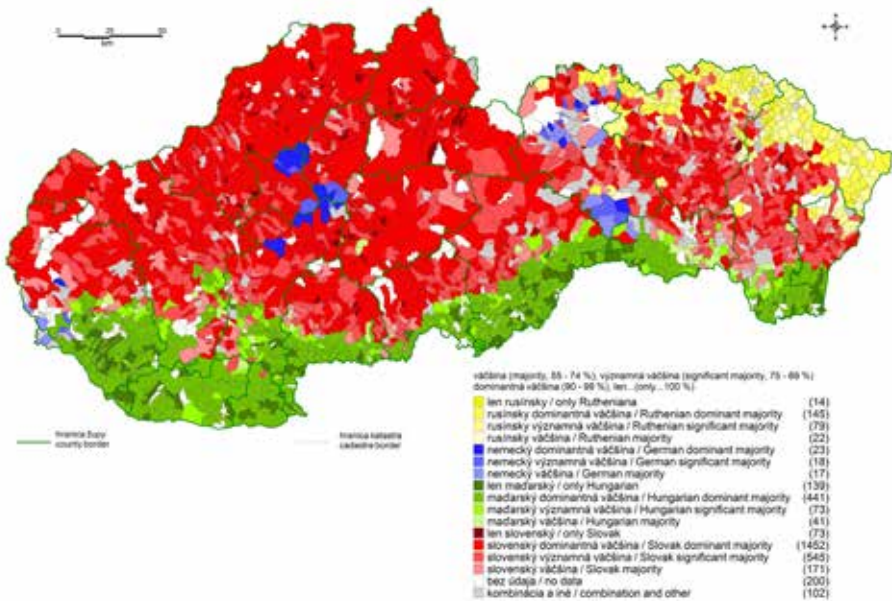 0 25 50
km
väčšina (majority, 55 - 74 %), významná väčšina (significant majority, 75 - 89 %)
dominantná väčšina (90 - 99 %), len...(only...100 %)
len rusínsky / only Rutheniana (14)
rusínsky dominantná väčšina / Ruthenian dominant majority (145)
rusínsky významná väčšina / Ruthenian significant majority (79)
rusínsky väčšina / Ruthenian majority (22)
nemecký dominantná väčšina / German dominant majority (23)
nemecký významná väčšina / German significant majority (18)
nemecký väčšina / German majority (17)
len maďarský / only Hungarian (139)
maďarský dominantná väčšina / Hungarian dominant majority (441)
maďarský významná väčšina / Hungarian significant majority (73)
maďarský väčšina / Hungarian majority (41)
len slovenský / only Slovak (73)
slovenský dominantná väčšina / Slovak dominant majority (1452)
slovenský významná väčšina / Slovak significant majority (545)
slovenský väčšina / Slovak majority (171)
bez údaja / no data (200)
kombinácia a iné / combination and other (102)
hranica župy
county border
hranica katastra
cadastre border